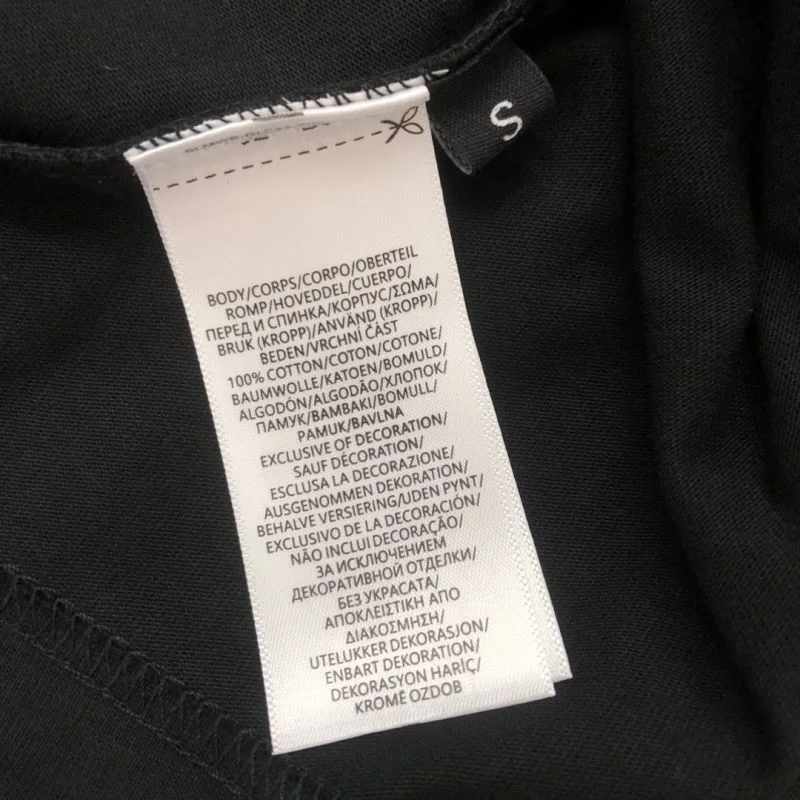 S
BODY/CORPS/CORPO/OBERTEIL
ROMP/HOVEDDEL/CUERPO/
ПЕРЕД И СПИНКА/КОРПУС/ΣΩΜΑ/
BRUK (KROPP)/ANVÄND (KROPP)/
BEDEN/VRCHNÍ ČÁST
100% COTTON/COTON/COTONE/
BAUMWOLLE/KATOEN/BOMULD/
ALGODÓN/ALGODÃO/ХЛОПОК/
ПАМУК/BAMBAKI/BOMULL/
PAMUK/BAVLNA
EXCLUSIVE OF DECORATION/
SAUF DÉCORATION/
ESCLUSA LA DECORAZIONE/
AUSGENOMMEN DEKORATION/
BEHALVE VERSIERING/UDEN PYNT/
EXCLUSIVO DE LA DECORACIÓN/
NÃO INCLUI DECORAÇÃO/
ЗА ИСКЛЮЧЕНИЕМ
ДЕКОРАТИВНОЙ ОТДЕЛКИ/
БЕЗ УКРАСАТА/
ΑΠΟΚΛΕΙΣΤΙΚΗ ΑΠΟ
ΔΙΑΚΟΣΜΗΣΗ/
UTELUKKER DEKORASJON/
ENBART DEKORATION/
DEKORASYON HARİÇ/
KROMĚ OZDOB